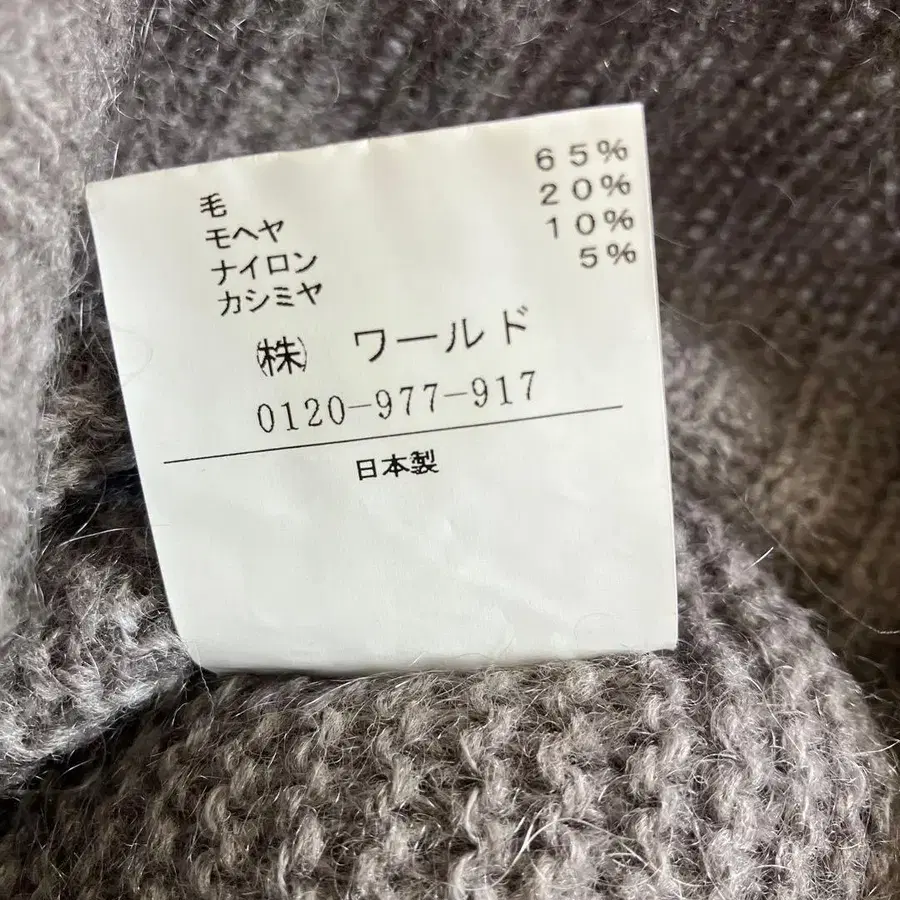 毛 65%
モヘヤ 20%
ナイロン 10%
カシミヤ 5%
㈱ ワールド
0120-977-917
日本製